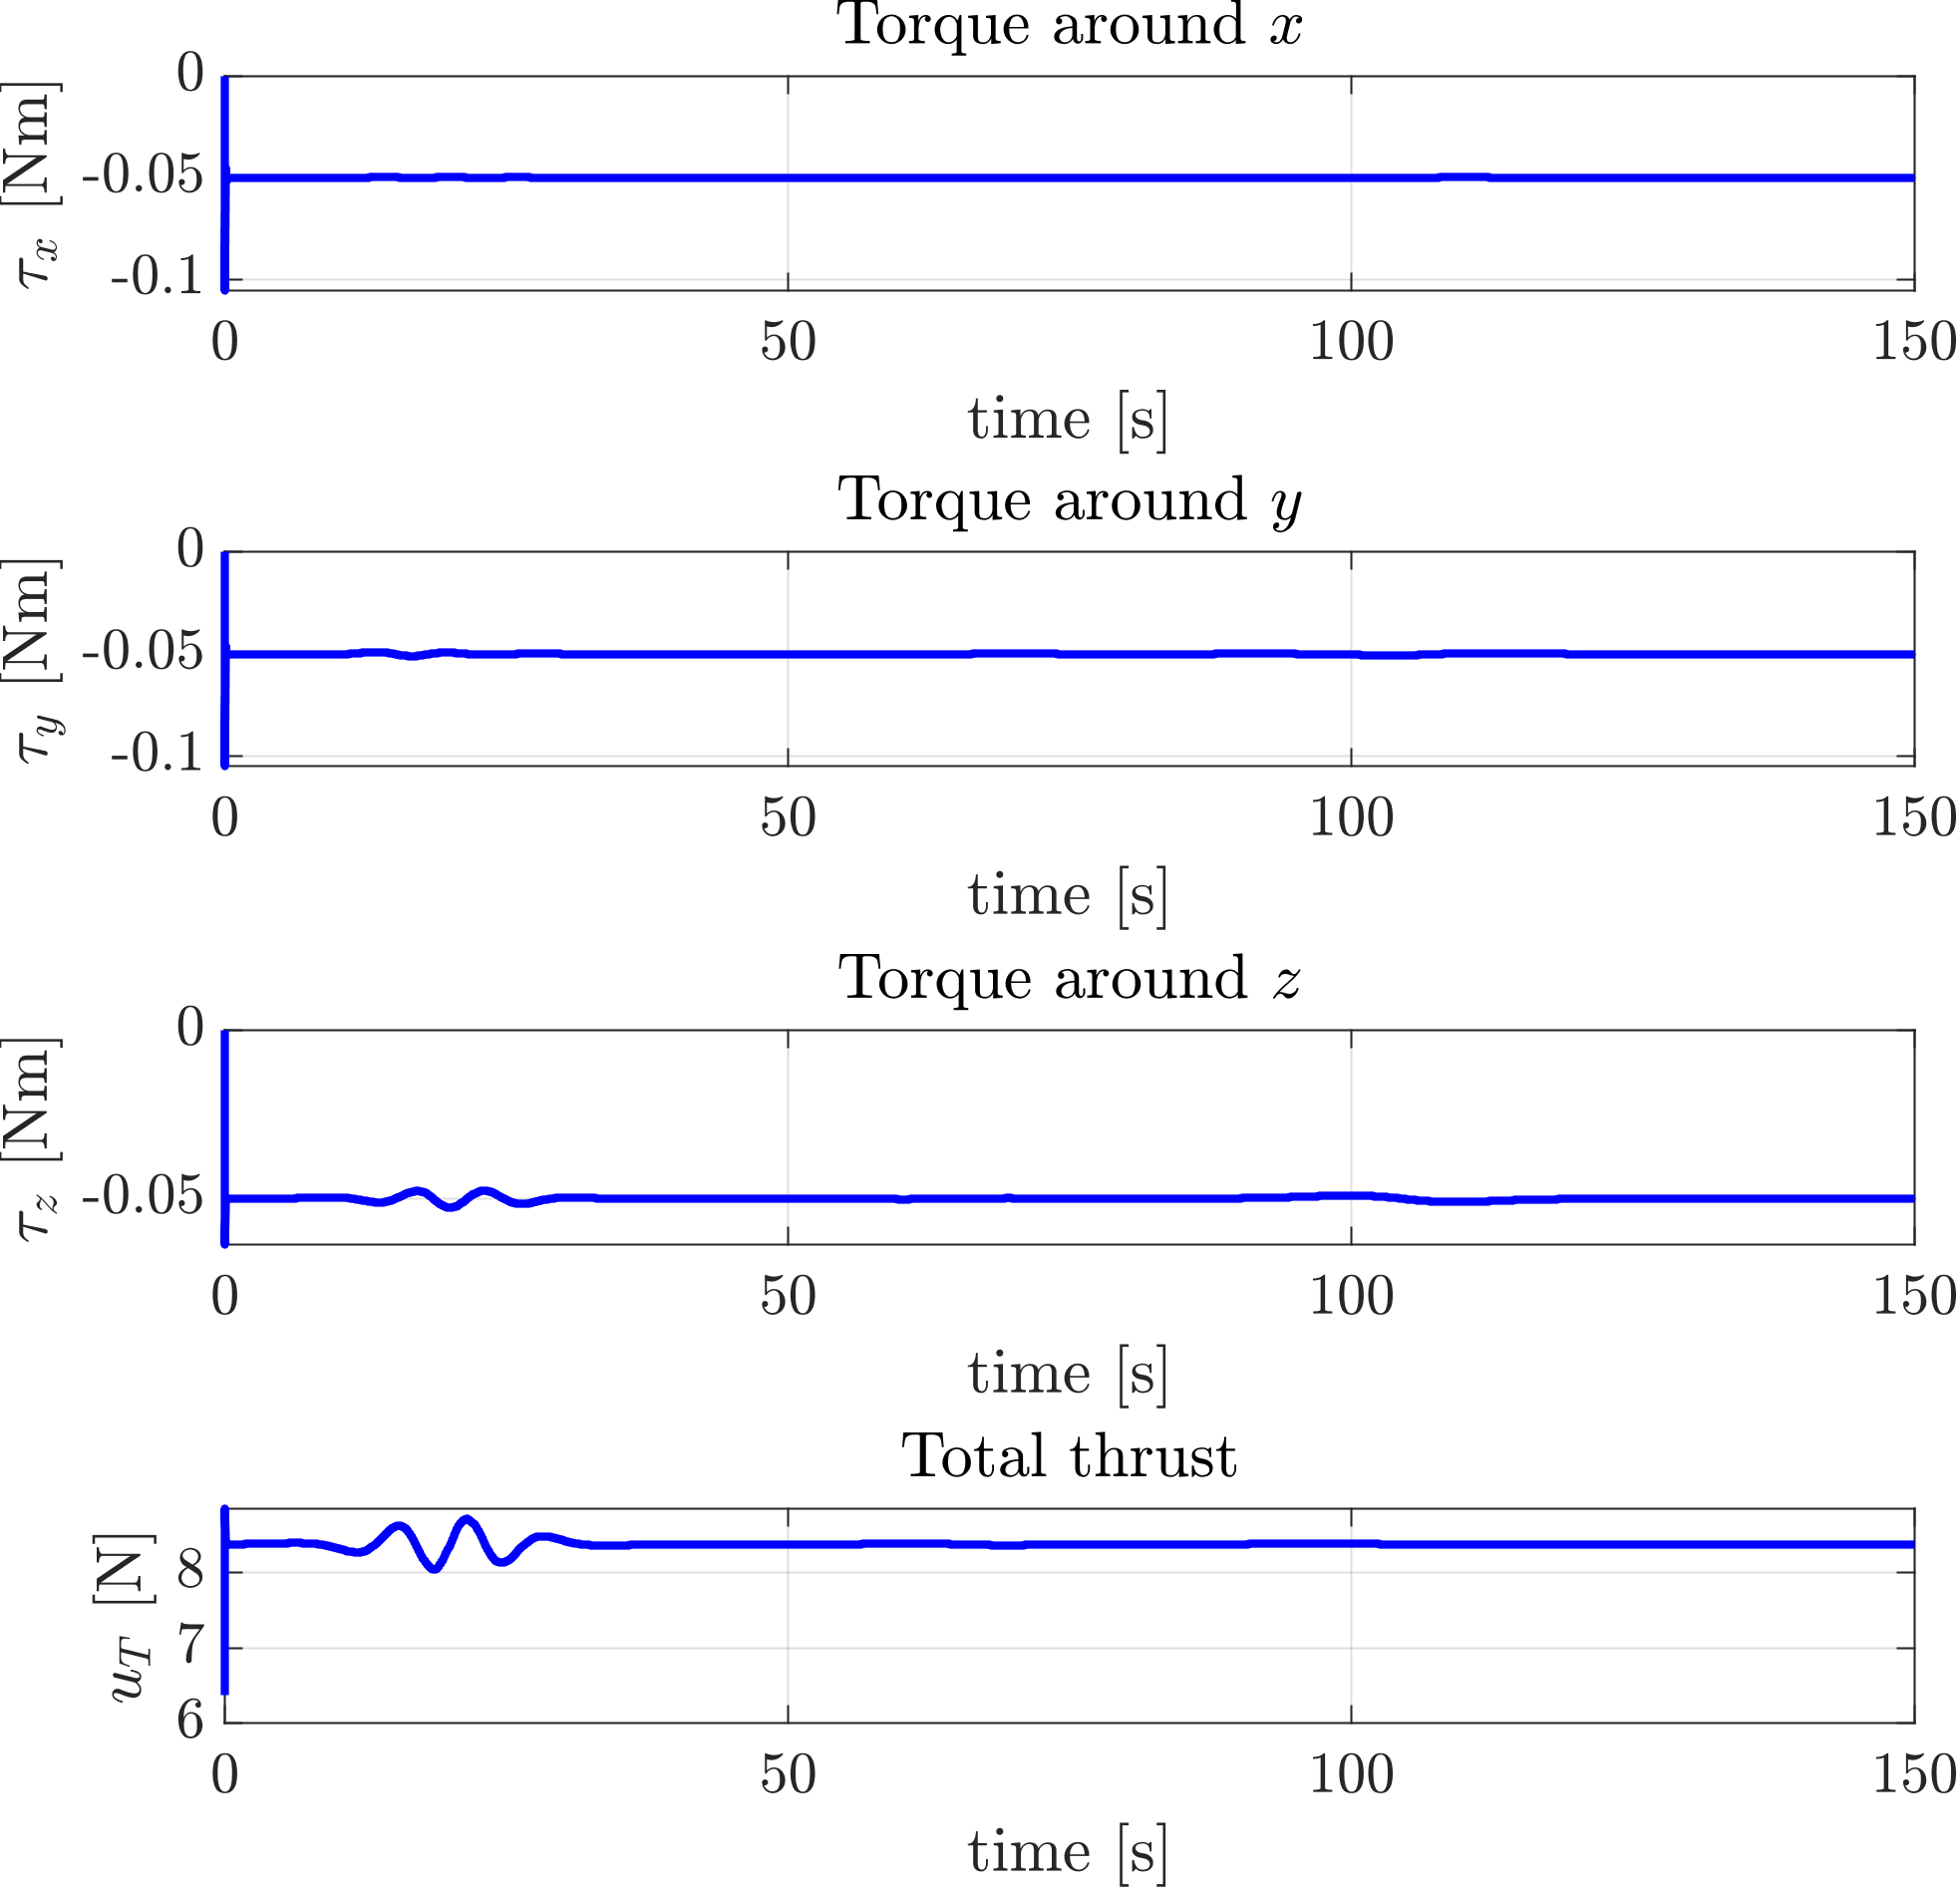 Torque around x
τx [Nm]
0
-0.05
-0.1
0 50 100 150
time [s]
Torque around y
τy [Nm]
0
-0.05
-0.1
0 50 100 150
time [s]
Torque around z
τz [Nm]
0
-0.05
0 50 100 150
time [s]
Total thrust
uT [N]
8
7
6
0 50 100 150
time [s]